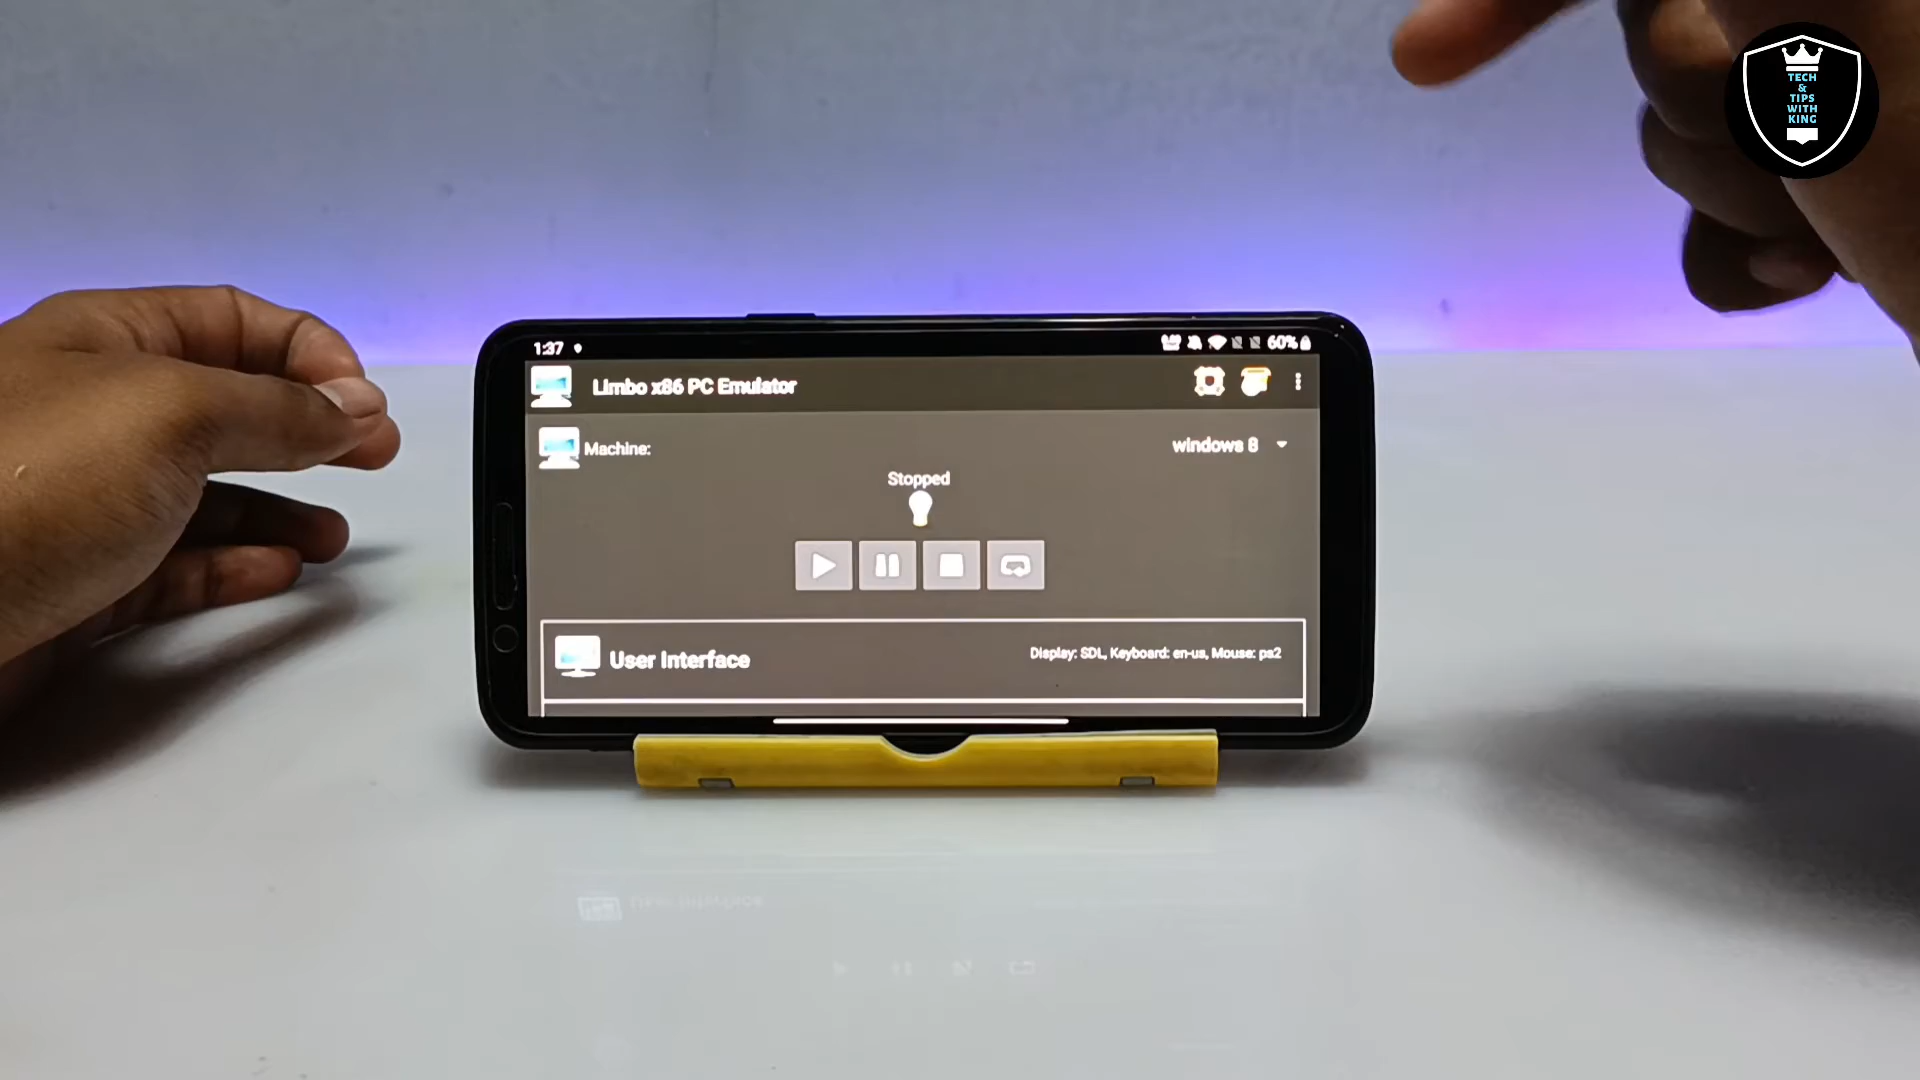 TECH
&
TIPS
WITH
KING
1:37
60%
Limbo x86 PC Emulator
Machine:
windows 8
Stopped
User Interface
Display: SDL, Keyboard: en-us, Mouse: ps2